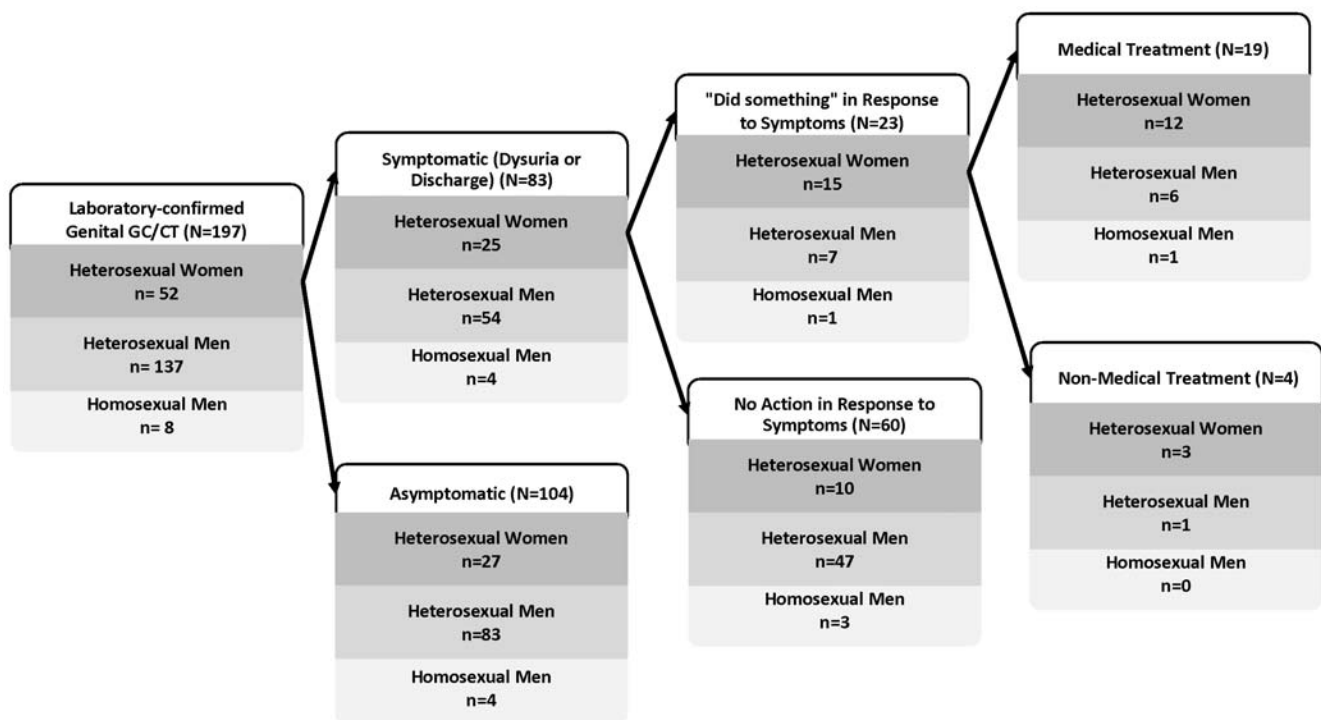 Laboratory-confirmed
Genital GC/CT (N=197)
Heterosexual Women
n= 52
Heterosexual Men
n= 137
Homosexual Men
n= 8
Symptomatic (Dysuria or
Discharge) (N=83)
Heterosexual Women
n=25
Heterosexual Men
n=54
Homosexual Men
n=4
Asymptomatic (N=104)
Heterosexual Women
n=27
Heterosexual Men
n=83
Homosexual Men
n=4
"Did something" in Response
to Symptoms (N=23)
Heterosexual Women
n=15
Heterosexual Men
n=7
Homosexual Men
n=1
No Action in Response to
Symptoms (N=60)
Heterosexual Women
n=10
Heterosexual Men
n=47
Homosexual Men
n=3
Medical Treatment (N=19)
Heterosexual Women
n=12
Heterosexual Men
n=6
Homosexual Men
n=1
Non-Medical Treatment (N=4)
Heterosexual Women
n=3
Heterosexual Men
n=1
Homosexual Men
n=0